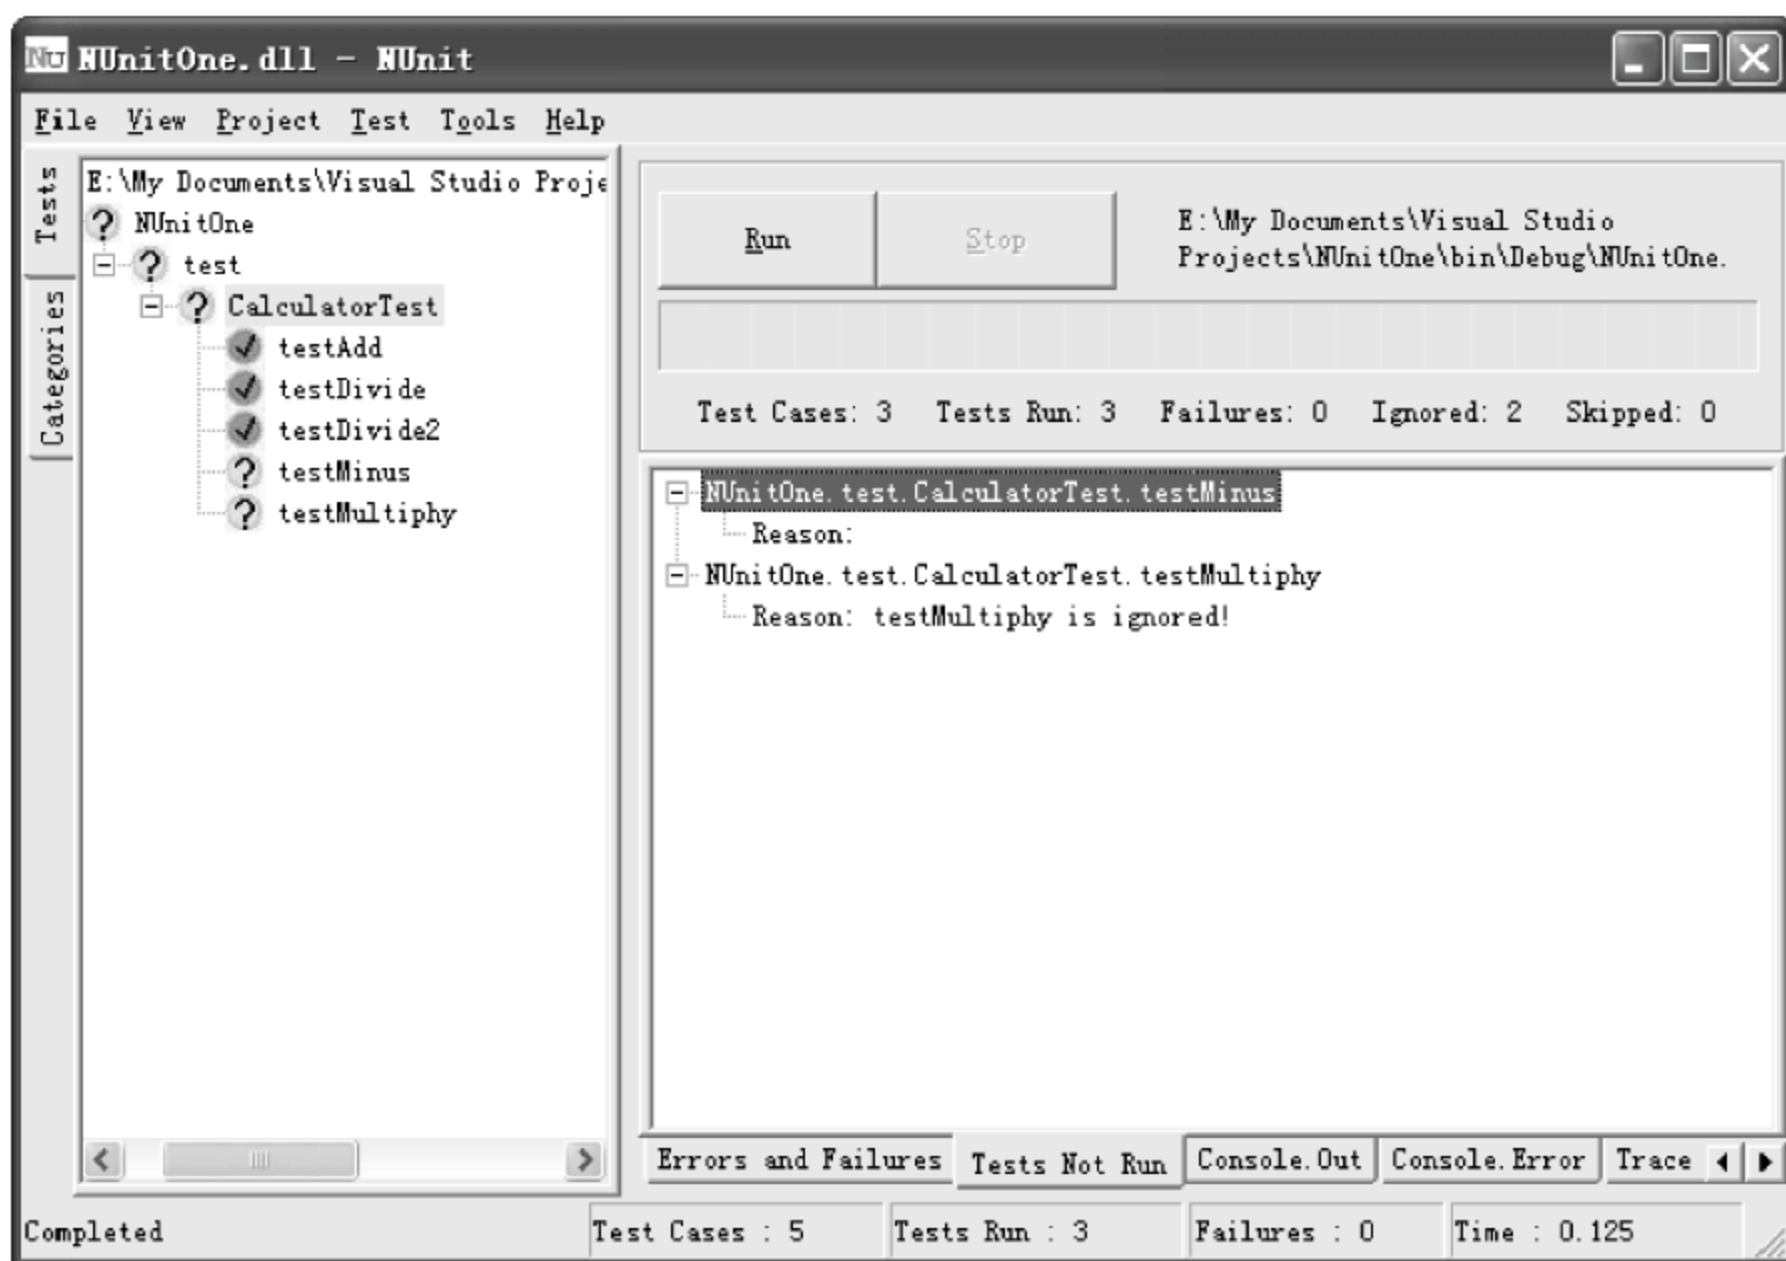 NU NUnitOne.dll - NUnit
File View Project Test Tools Help
Tests
Categories
E:\My Documents\Visual Studio Proje
NUnitOne
test
CalculatorTest
testAdd
testDivide
testDivide2
testMinus
testMultiphy
Run Stop
E:\My Documents\Visual Studio
Projects\NUnitOne\bin\Debug\NUnitOne.
Test Cases: 3 Tests Run: 3 Failures: 0 Ignored: 2 Skipped: 0
NUnitOne.test.CalculatorTest.testMinus
Reason:
NUnitOne.test.CalculatorTest.testMultiphy
Reason: testMultiphy is ignored!
Errors and Failures Tests Not Run Console.Out Console.Error Trace
Completed Test Cases : 5 Tests Run : 3 Failures : 0 Time : 0.125